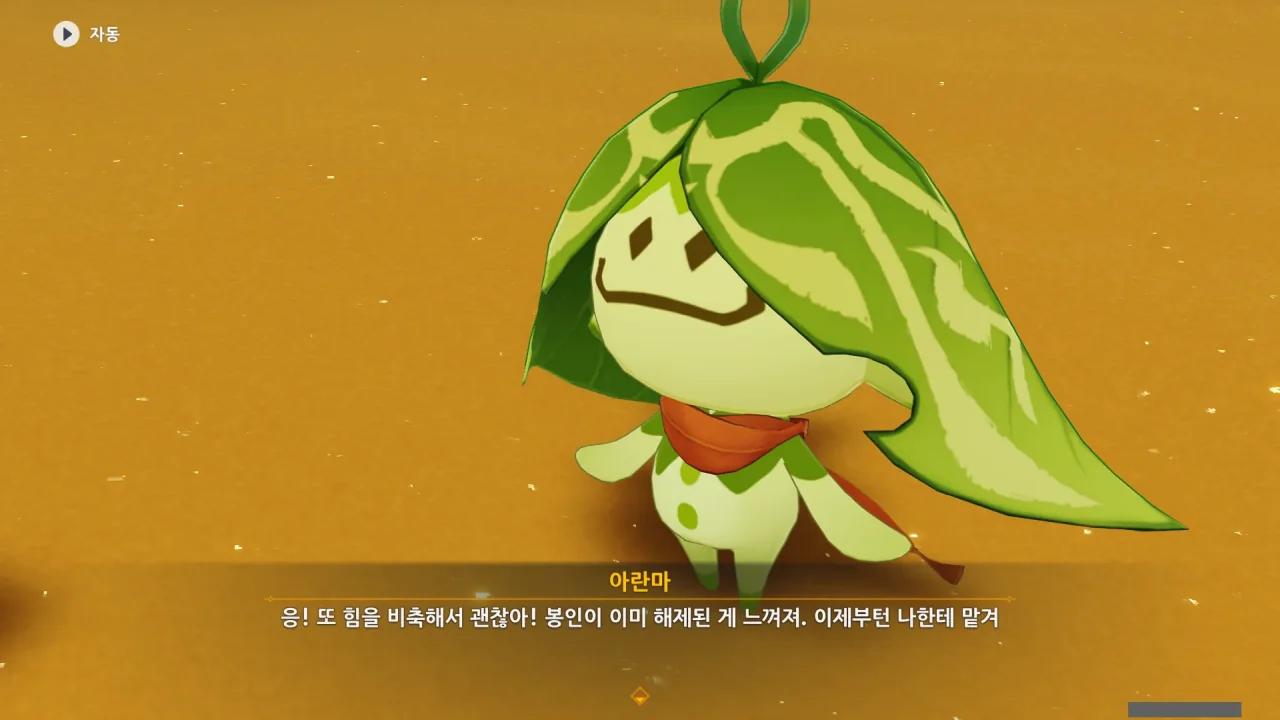 자동
아란마
응! 또 힘을 비축해서 괜찮아! 봉인이 이미 해제된 게 느껴져. 이제부턴 나한테 맡겨